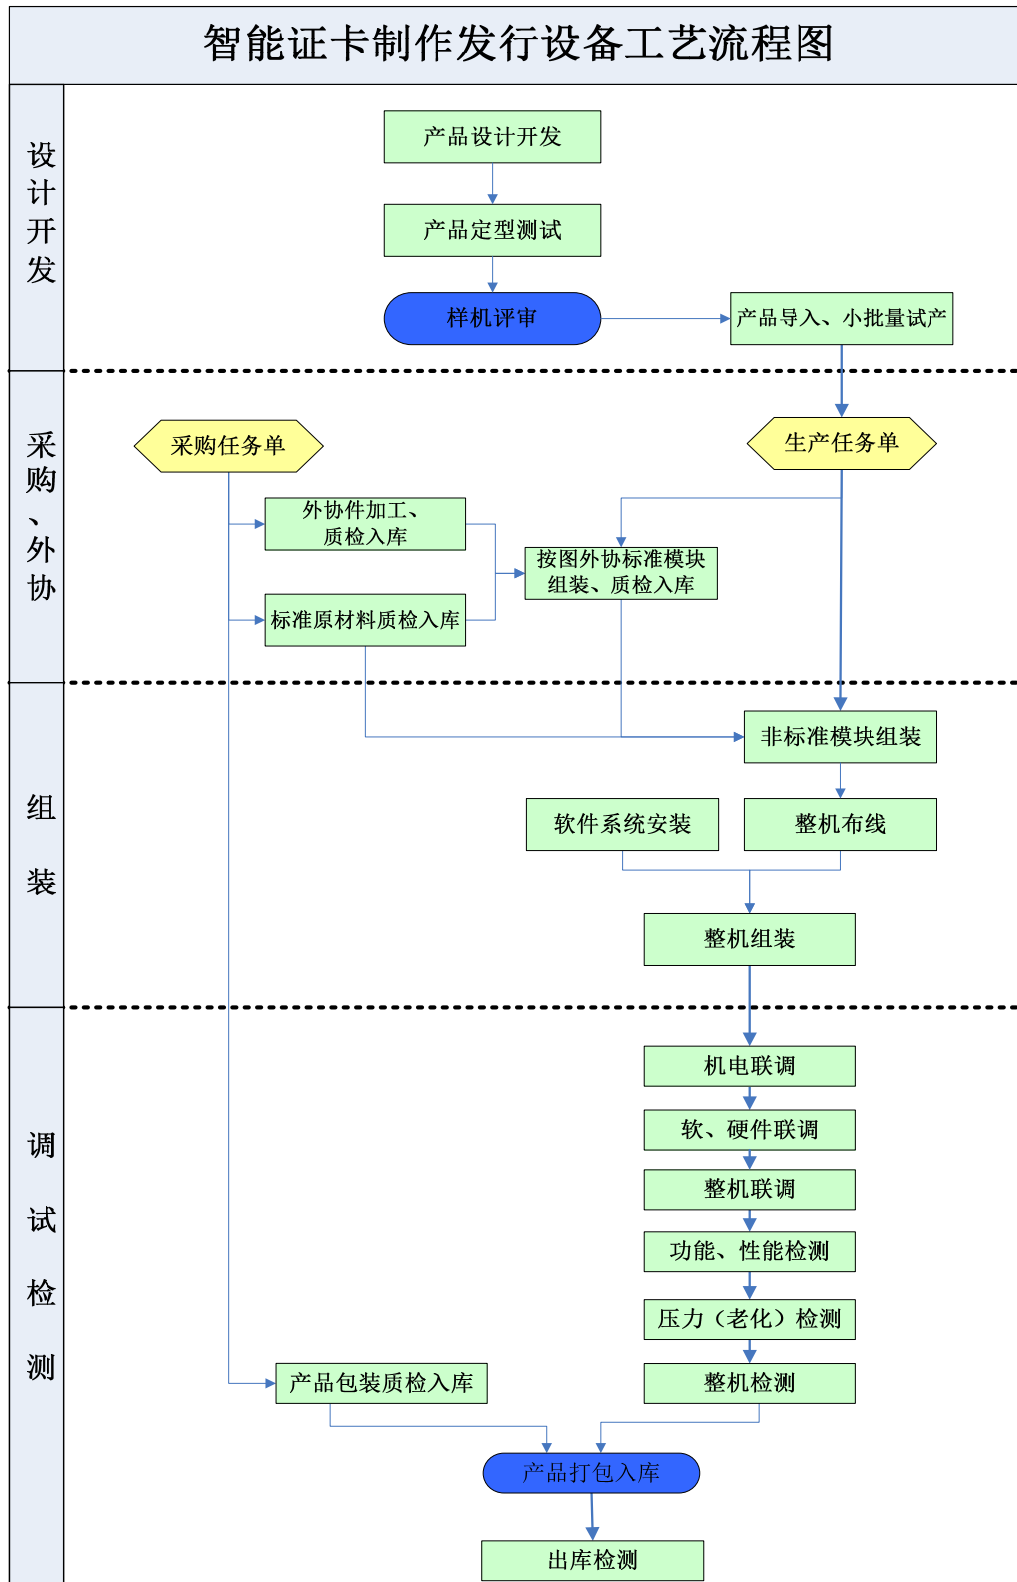 智能证卡制作发行设备工艺流程图
设计开发
产品设计开发
产品定型测试
样机评审
产品导入、小批量试产
采购、外协
采购任务单
生产任务单
外协件加工、
质检入库
按图外协标准模块
组装、质检入库
标准原材料质检入库
组装
非标准模块组装
软件系统安装
整机布线
整机组装
调试检测
机电联调
软、硬件联调
整机联调
功能、性能检测
压力（老化）检测
产品包装质检入库
整机检测
产品打包入库
出库检测